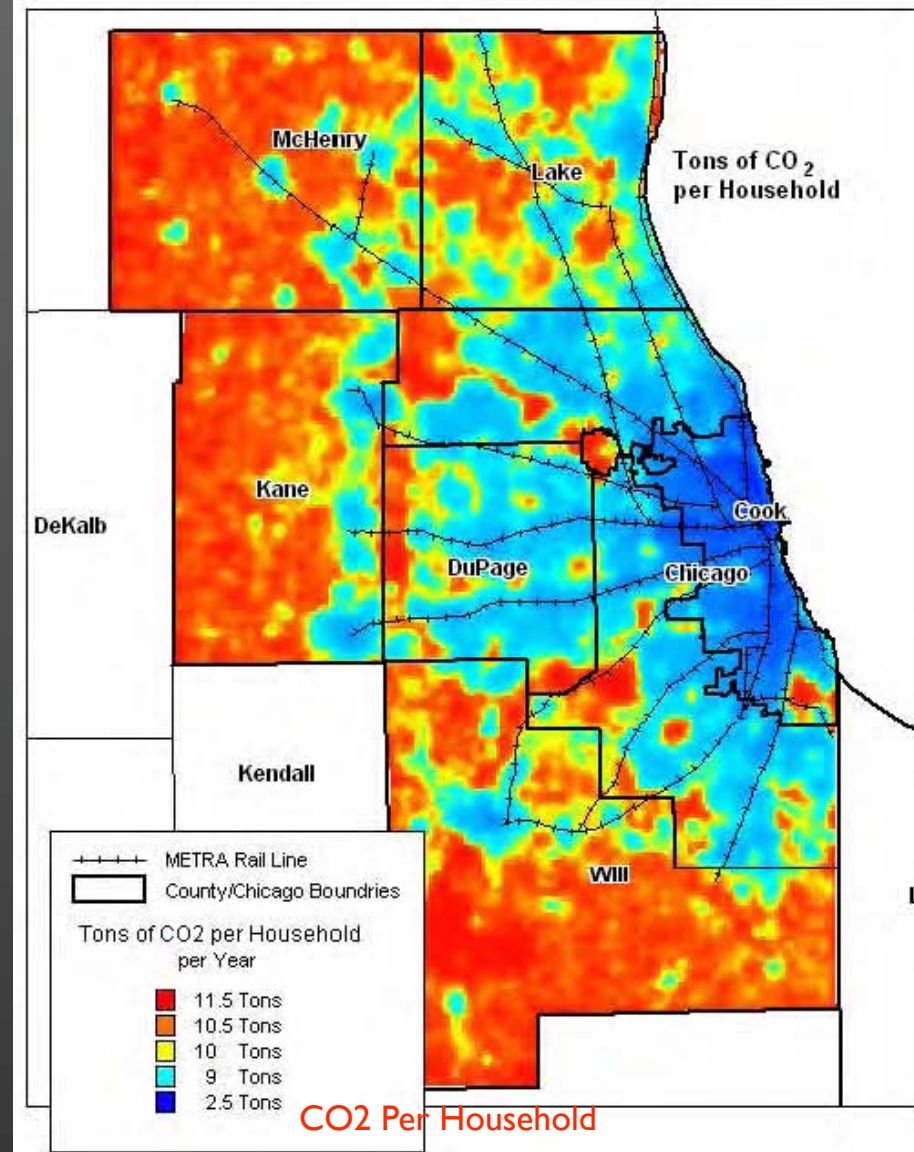 McHenry
Lake
Tons of CO 2
per Household
Kane
DeKalb
Cook
DuPage
Chicago
Kendall
Will
METRA Rail Line
County/Chicago Boundries
Tons of CO2 per Household
per Year
11.5 Tons
10.5 Tons
10 Tons
9 Tons
2.5 Tons
CO2 Per Household